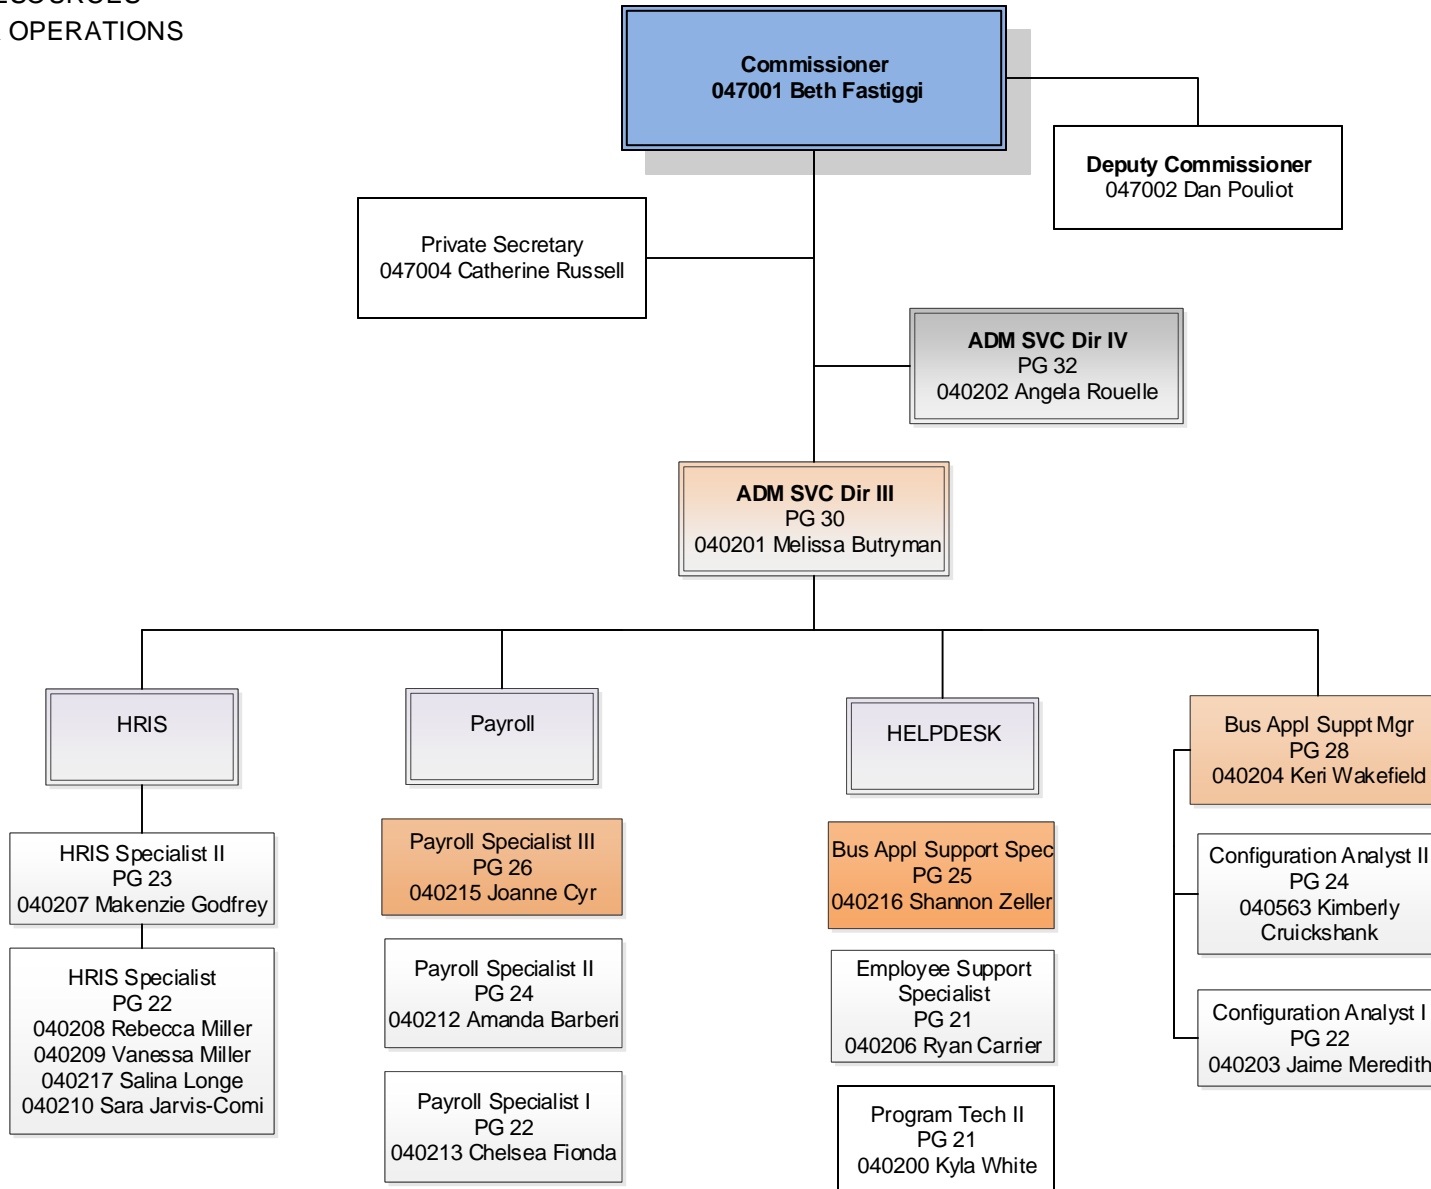 OPERATIONS
Commissioner
047001 Beth Fastiggi
Deputy Commissioner
047002 Dan Pouliot
Private Secretary
047004 Catherine Russell
ADM SVC Dir IV
PG 32
040202 Angela Rouelle
ADM SVC Dir III
PG 30
040201 Melissa Butryman
HRIS
HRIS Specialist II
PG 23
040207 Makenzie Godfrey
HRIS Specialist
PG 22
040208 Rebecca Miller
040209 Vanessa Miller
040217 Salina Longe
040210 Sara Jarvis-Comi
Payroll
Payroll Specialist III
PG 26
040215 Joanne Cyr
Payroll Specialist II
PG 24
040212 Amanda Barberi
Payroll Specialist I
PG 22
040213 Chelsea Fionda
HELPDESK
Bus Appl Support Spec
PG 25
040216 Shannon Zeller
Employee Support
Specialist
PG 21
040206 Ryan Carrier
Program Tech II
PG 21
040200 Kyla White
Bus Appl Suppt Mgr
PG 28
040204 Keri Wakefield
Configuration Analyst II
PG 24
040563 Kimberly
Cruickshank
Configuration Analyst I
PG 22
040203 Jaime Meredith